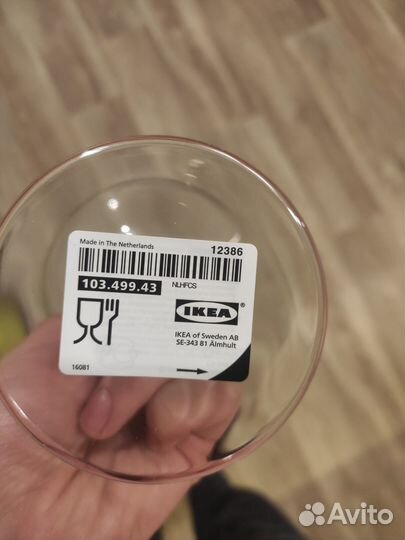 Made in The Netherlands
12386
103.499.43
NLHFCS
IKEA®
IKEA of Sweden AB
SE-343 81 Älmhult
16081
Avito